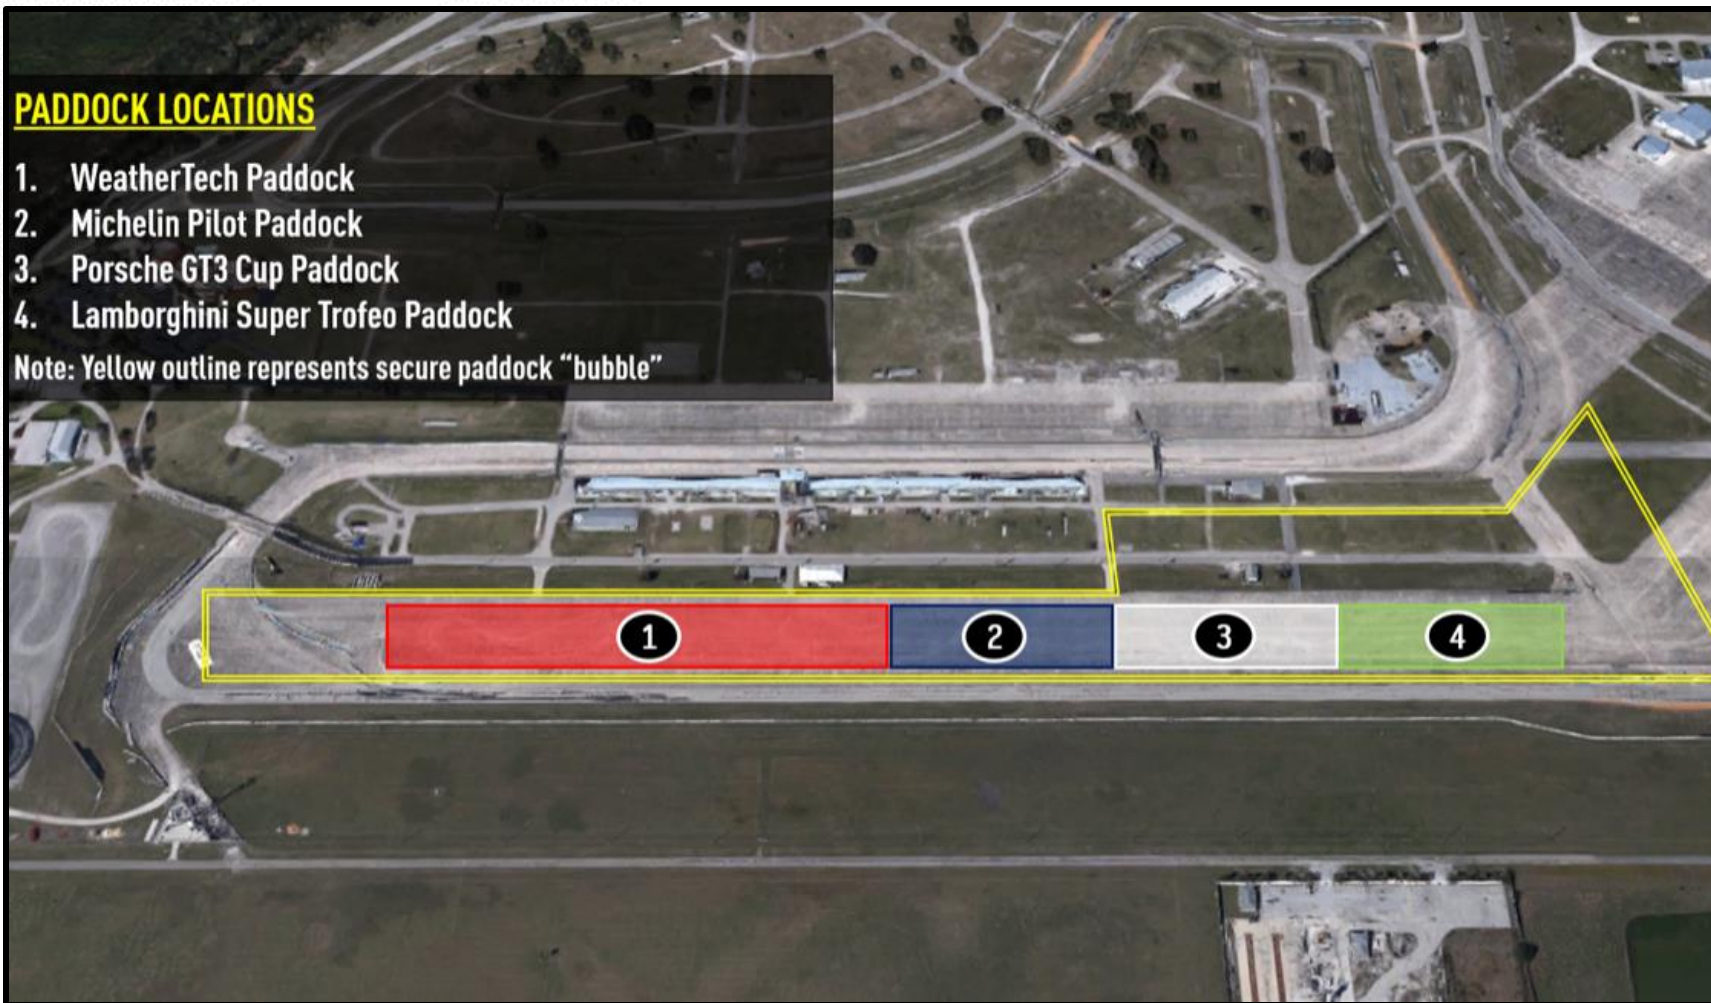 PADDOCK LOCATIONS
1. WeatherTech Paddock
2. Michelin Pilot Paddock
3. Porsche GT3 Cup Paddock
4. Lamborghini Super Trofeo Paddock
Note: Yellow outline represents secure paddock “bubble”
1 2 3 4